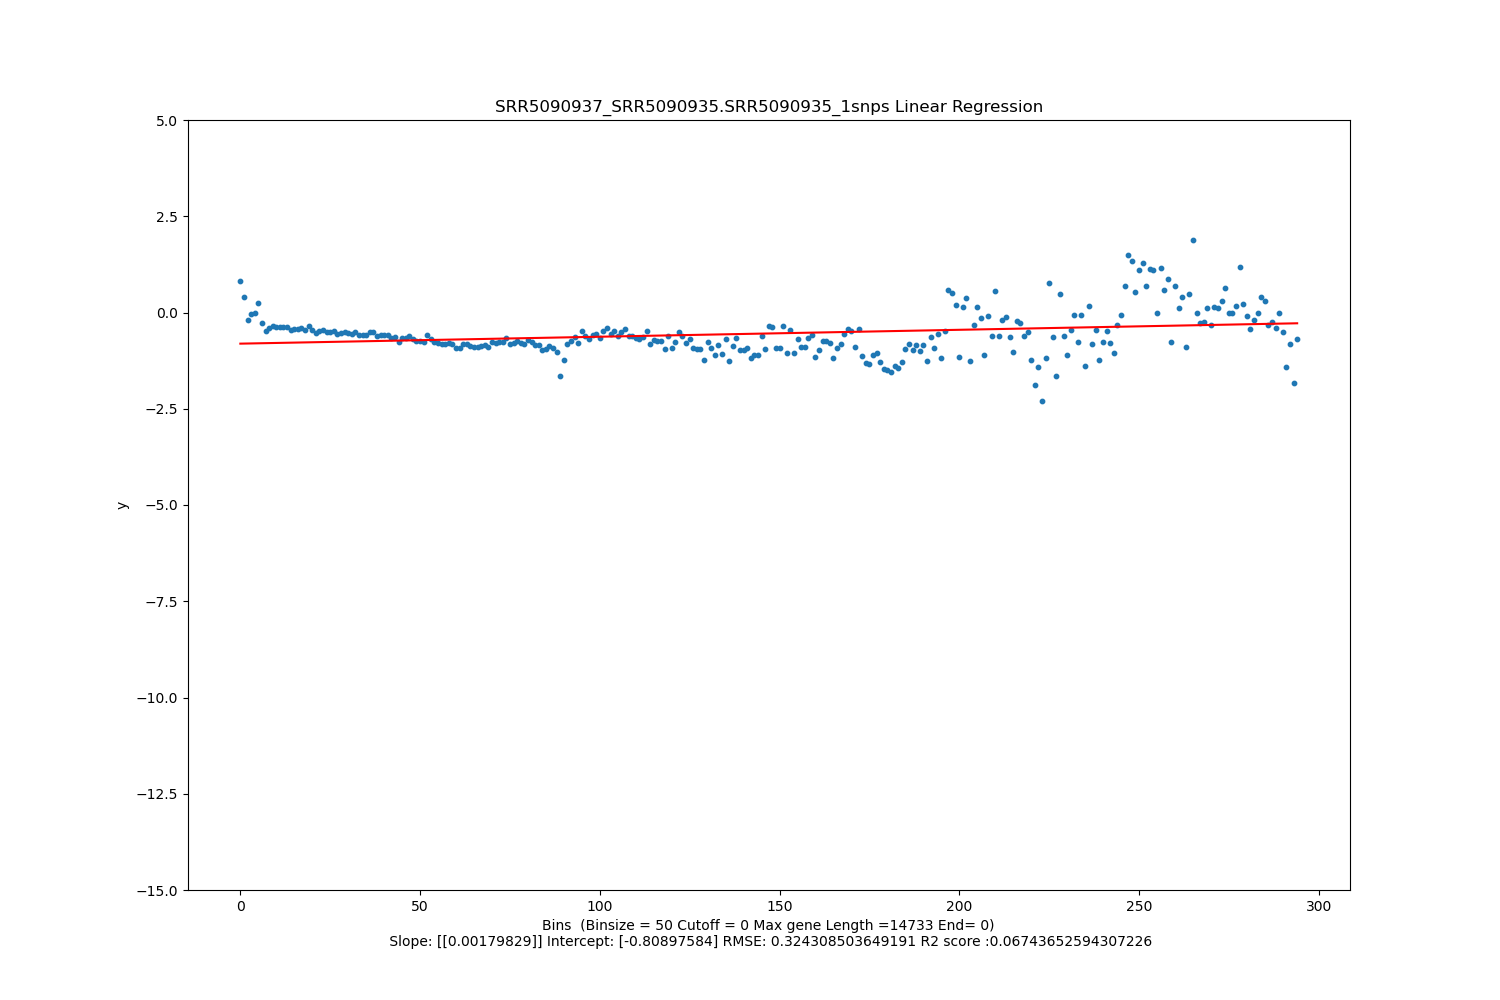 SRR5090937_SRR5090935.SRR5090935_1snps Linear Regression
5.0
2.5
0.0
−2.5
−5.0
−7.5
−10.0
−12.5
−15.0
y
0 50 100 150 200 250 300
Bins  (Binsize = 50 Cutoff = 0 Max gene Length =14733 End= 0)
Slope: [[0.00179829]] Intercept: [-0.80897584] RMSE: 0.324308503649191 R2 score :0.06743652594307226